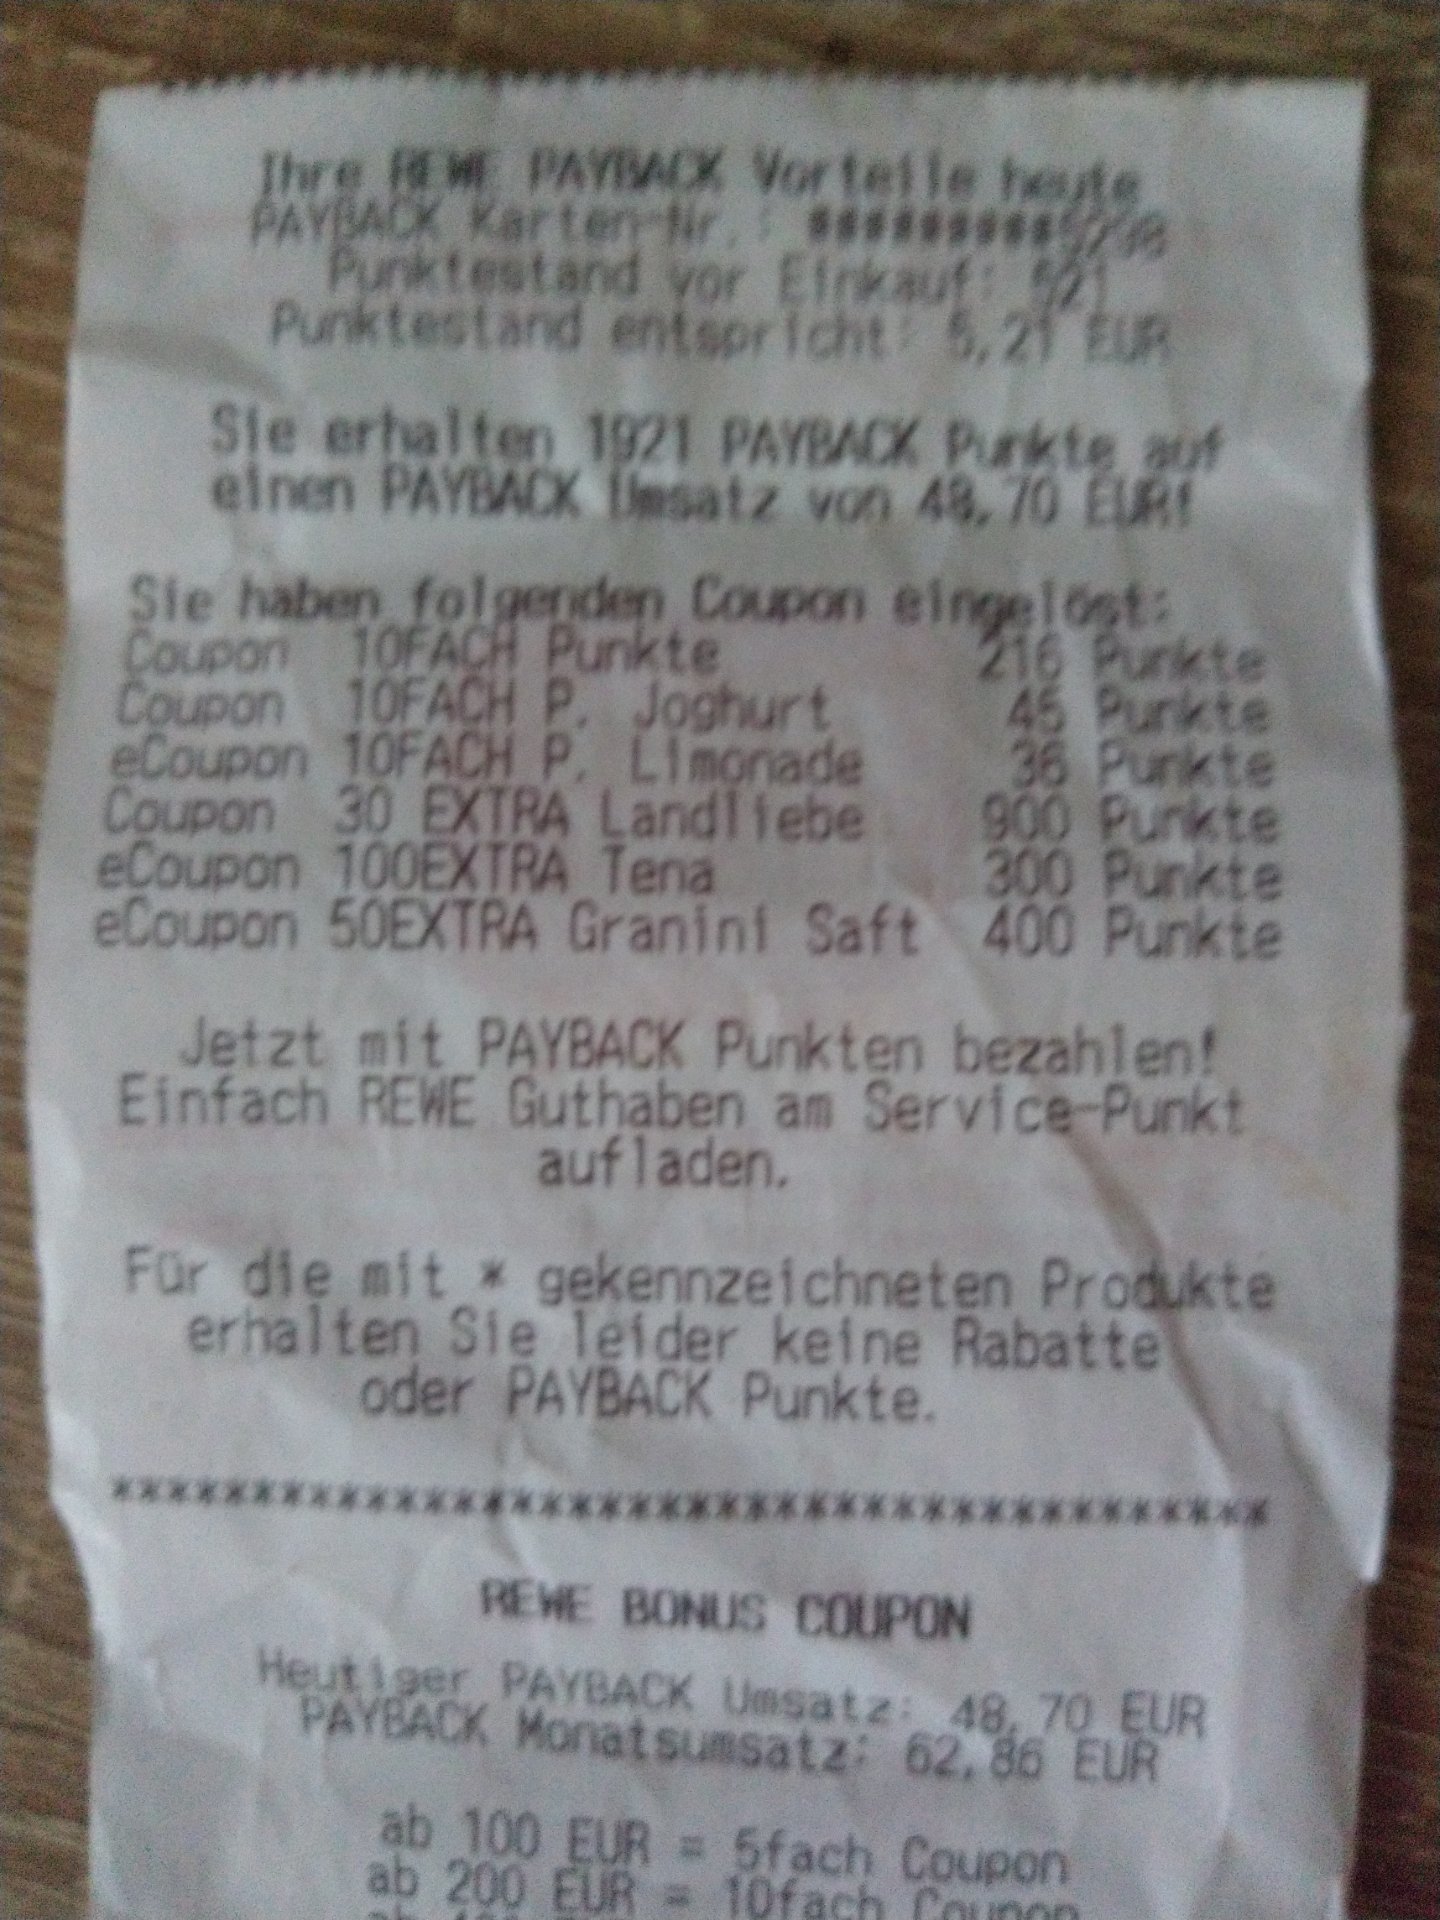 Ihre REWE PAYBACK Vorteile heute
PAYBACK Karten-Nr.: #########9298
Punktestand vor Einkauf: 521
Punktestand entspricht: 5,21 EUR
Sie erhalten 1921 PAYBACK Punkte auf
einen PAYBACK Umsatz von 48,70 EUR!
Sie haben folgenden Coupon eingelöst:
Coupon 10FACH Punkte 216 Punkte
Coupon 10FACH P. Joghurt 45 Punkte
eCoupon 10FACH P. Limonade 36 Punkte
Coupon 30 EXTRA Landliebe 900 Punkte
eCoupon 100EXTRA Tena 300 Punkte
eCoupon 50EXTRA Granini Saft 400 Punkte
Jetzt mit PAYBACK Punkten bezahlen!
Einfach REWE Guthaben am Service-Punkt
aufladen.
Für die mit * gekennzeichneten Produkte
erhalten Sie leider keine Rabatte
oder PAYBACK Punkte.
*****************************************
REWE BONUS COUPON
Heutiger PAYBACK Umsatz: 48,70 EUR
PAYBACK Monatsumsatz: 62,86 EUR
ab 100 EUR = 5fach Coupon
ab 200 EUR = 10fach Coupon